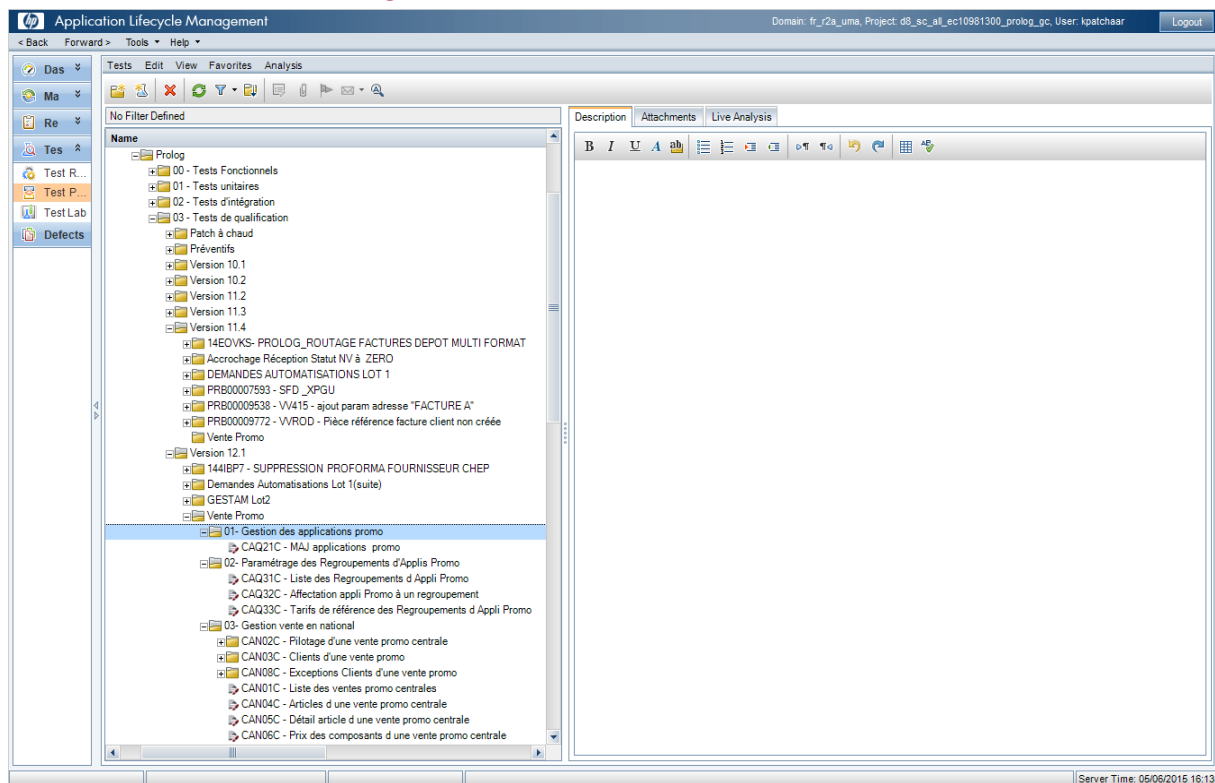 hp Application Lifecycle Management
Domain: fr_r2a_uma, Project: d8_sc_all_ec10981300_prolog_gc, User: kpatchaar
Logout
< Back Forward > Tools Help
Das
Ma
Re
Tes
Test R...
Test P...
Test Lab
Defects
Tests Edit View Favorites Analysis
No Filter Defined
Name
Prolog
00 - Tests Fonctionnels
01 - Tests unitaires
02 - Tests d'intégration
03 - Tests de qualification
Patch à chaud
Préventifs
Version 10.1
Version 10.2
Version 11.2
Version 11.3
Version 11.4
14EOVKS- PROLOG_ROUTAGE FACTURES DEPOT MULTI FORMAT
Accrochage Réception Statut NV à ZERO
DEMANDES AUTOMATISATIONS LOT 1
PRB00007593 - SFD _XPGU
PRB00009538 - VV415 - ajout param adresse "FACTURE A"
PRB00009772 - VVROD - Pièce référence facture client non créée
Vente Promo
Version 12.1
144IBP7 - SUPPRESSION PROFORMA FOURNISSEUR CHEP
Demandes Automatisations Lot 1(suite)
GESTAM Lot2
Vente Promo
01- Gestion des applications promo
CAQ21C - MAJ applications promo
02- Paramétrage des Regroupements d'Applis Promo
CAQ31C - Liste des Regroupements d Appli Promo
CAQ32C - Affectation appli Promo à un regroupement
CAQ33C - Tarifs de référence des Regroupements d Appli Promo
03- Gestion vente en national
CAN02C - Pilotage d'une vente promo centrale
CAN03C - Clients d'une vente promo
CAN08C - Exceptions Clients d'une vente promo
CAN01C - Liste des ventes promo centrales
CAN04C - Articles d une vente promo centrale
CAN05C - Détail article d une vente promo centrale
CAN06C - Prix des composants d une vente promo centrale
Description Attachments Live Analysis
B I U A ab
Server Time: 05/06/2015 16:13